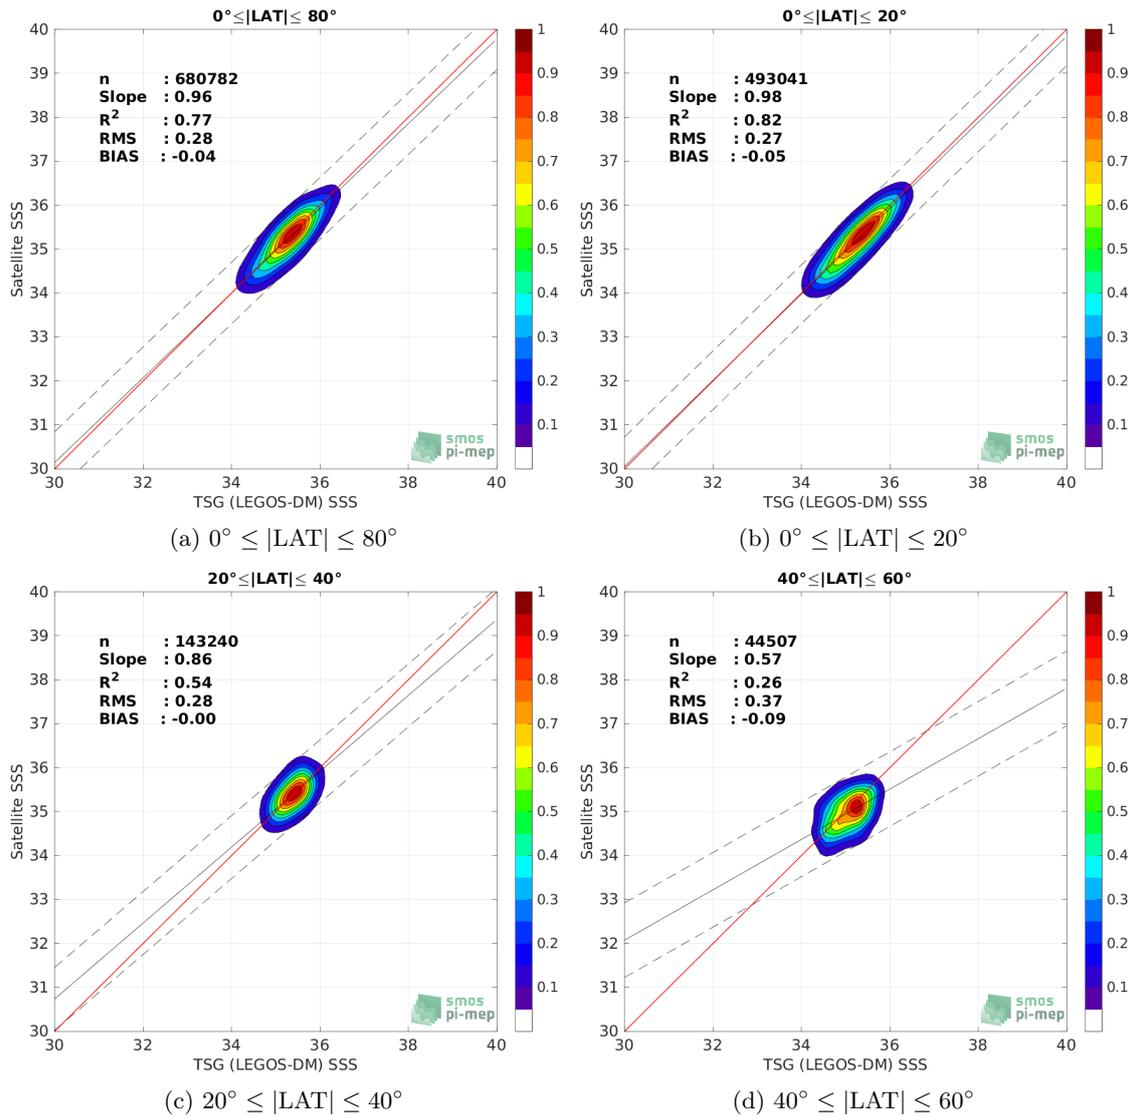 0°≤|LAT|≤ 80°
40
39
38
37
36
35
34
33
32
31
30
Satellite SSS
n : 680782
Slope : 0.96
R² : 0.77
RMS : 0.28
BIAS : -0.04
smos
pi-mep
30 32 34 36 38 40
TSG (LEGOS-DM) SSS
1
0.9
0.8
0.7
0.6
0.5
0.4
0.3
0.2
0.1
(a) 0° ≤ |LAT| ≤ 80°
0°≤|LAT|≤ 20°
40
39
38
37
36
35
34
33
32
31
30
Satellite SSS
n : 493041
Slope : 0.98
R² : 0.82
RMS : 0.27
BIAS : -0.05
smos
pi-mep
30 32 34 36 38 40
TSG (LEGOS-DM) SSS
1
0.9
0.8
0.7
0.6
0.5
0.4
0.3
0.2
0.1
(b) 0° ≤ |LAT| ≤ 20°
20°≤|LAT|≤ 40°
40
39
38
37
36
35
34
33
32
31
30
Satellite SSS
n : 143240
Slope : 0.86
R² : 0.54
RMS : 0.28
BIAS : -0.00
smos
pi-mep
30 32 34 36 38 40
TSG (LEGOS-DM) SSS
1
0.9
0.8
0.7
0.6
0.5
0.4
0.3
0.2
0.1
(c) 20° ≤ |LAT| ≤ 40°
40°≤|LAT|≤ 60°
40
39
38
37
36
35
34
33
32
31
30
Satellite SSS
n : 44507
Slope : 0.57
R² : 0.26
RMS : 0.37
BIAS : -0.09
smos
pi-mep
30 32 34 36 38 40
TSG (LEGOS-DM) SSS
1
0.9
0.8
0.7
0.6
0.5
0.4
0.3
0.2
0.1
(d) 40° ≤ |LAT| ≤ 60°